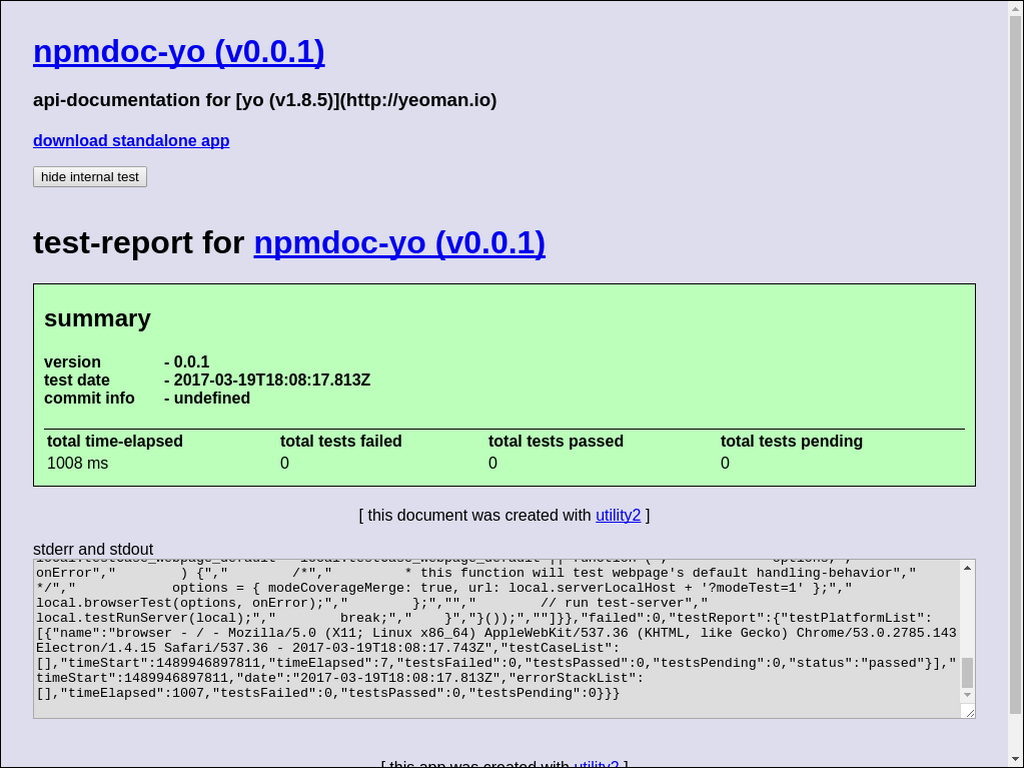 npmdoc-yo (v0.0.1)
api-documentation for [yo (v1.8.5)](http://yeoman.io)
download standalone app
hide internal test
test-report for npmdoc-yo (v0.0.1)
summary
version - 0.0.1
test date - 2017-03-19T18:08:17.813Z
commit info - undefined
total time-elapsed total tests failed total tests passed total tests pending
1008 ms 0 0 0
[ this document was created with utility2 ]
stderr and stdout
local.testCase_webpage_default = local.testCase_webpage_default || function (","             options,","
onError","        ) {","        /*","         * this function will test webpage's default handling-behavior","
*/","            options = { modeCoverageMerge: true, url: local.serverLocalHost + '?modeTest=1' };","
local.browserTest(options, onError);","        };","","        // run test-server","
local.testRunServer(local);","        break;","    }","}());",""]}},"failed":0,"testReport":{"testPlatformList":
[{"name":"browser - / - Mozilla/5.0 (X11; Linux x86_64) AppleWebKit/537.36 (KHTML, like Gecko) Chrome/53.0.2785.143
Electron/1.4.15 Safari/537.36 - 2017-03-19T18:08:17.743Z","testCaseList":
[],"timeStart":1489946897811,"timeElapsed":7,"testsFailed":0,"testsPassed":0,"testsPending":0,"status":"passed"}],"
timeStart":1489946897811,"date":"2017-03-19T18:08:17.813Z","errorStackList":
[],"timeElapsed":1007,"testsFailed":0,"testsPassed":0,"testsPending":0}}}
[ this app was created with utility2 ]